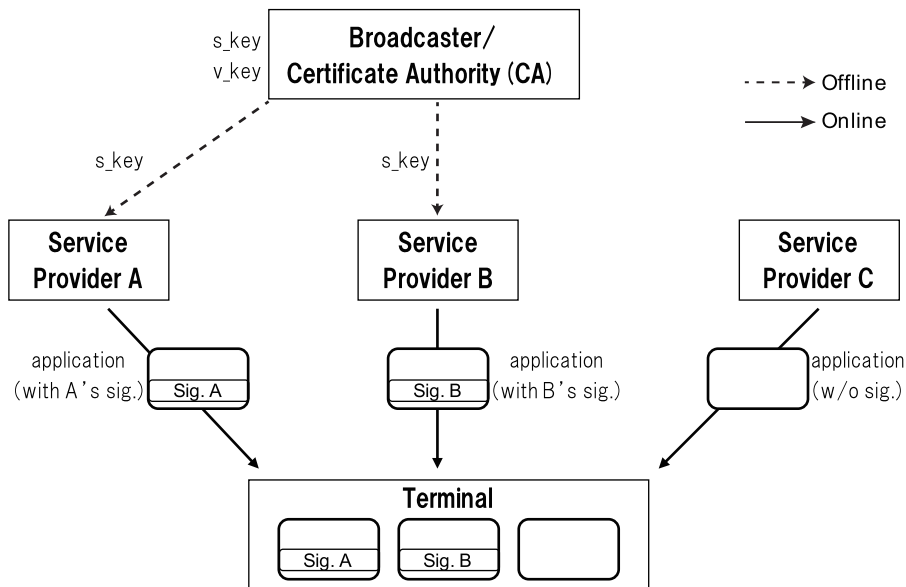 s_key
v_key
Broadcaster/
Certificate Authority (CA)
Offline
Online
s_key
s_key
Service
Provider A
Service
Provider B
Service
Provider C
application
(with A's sig.)
Sig. A
Sig. B
application
(with B's sig.)
application
(w/o sig.)
Terminal
Sig. A
Sig. B